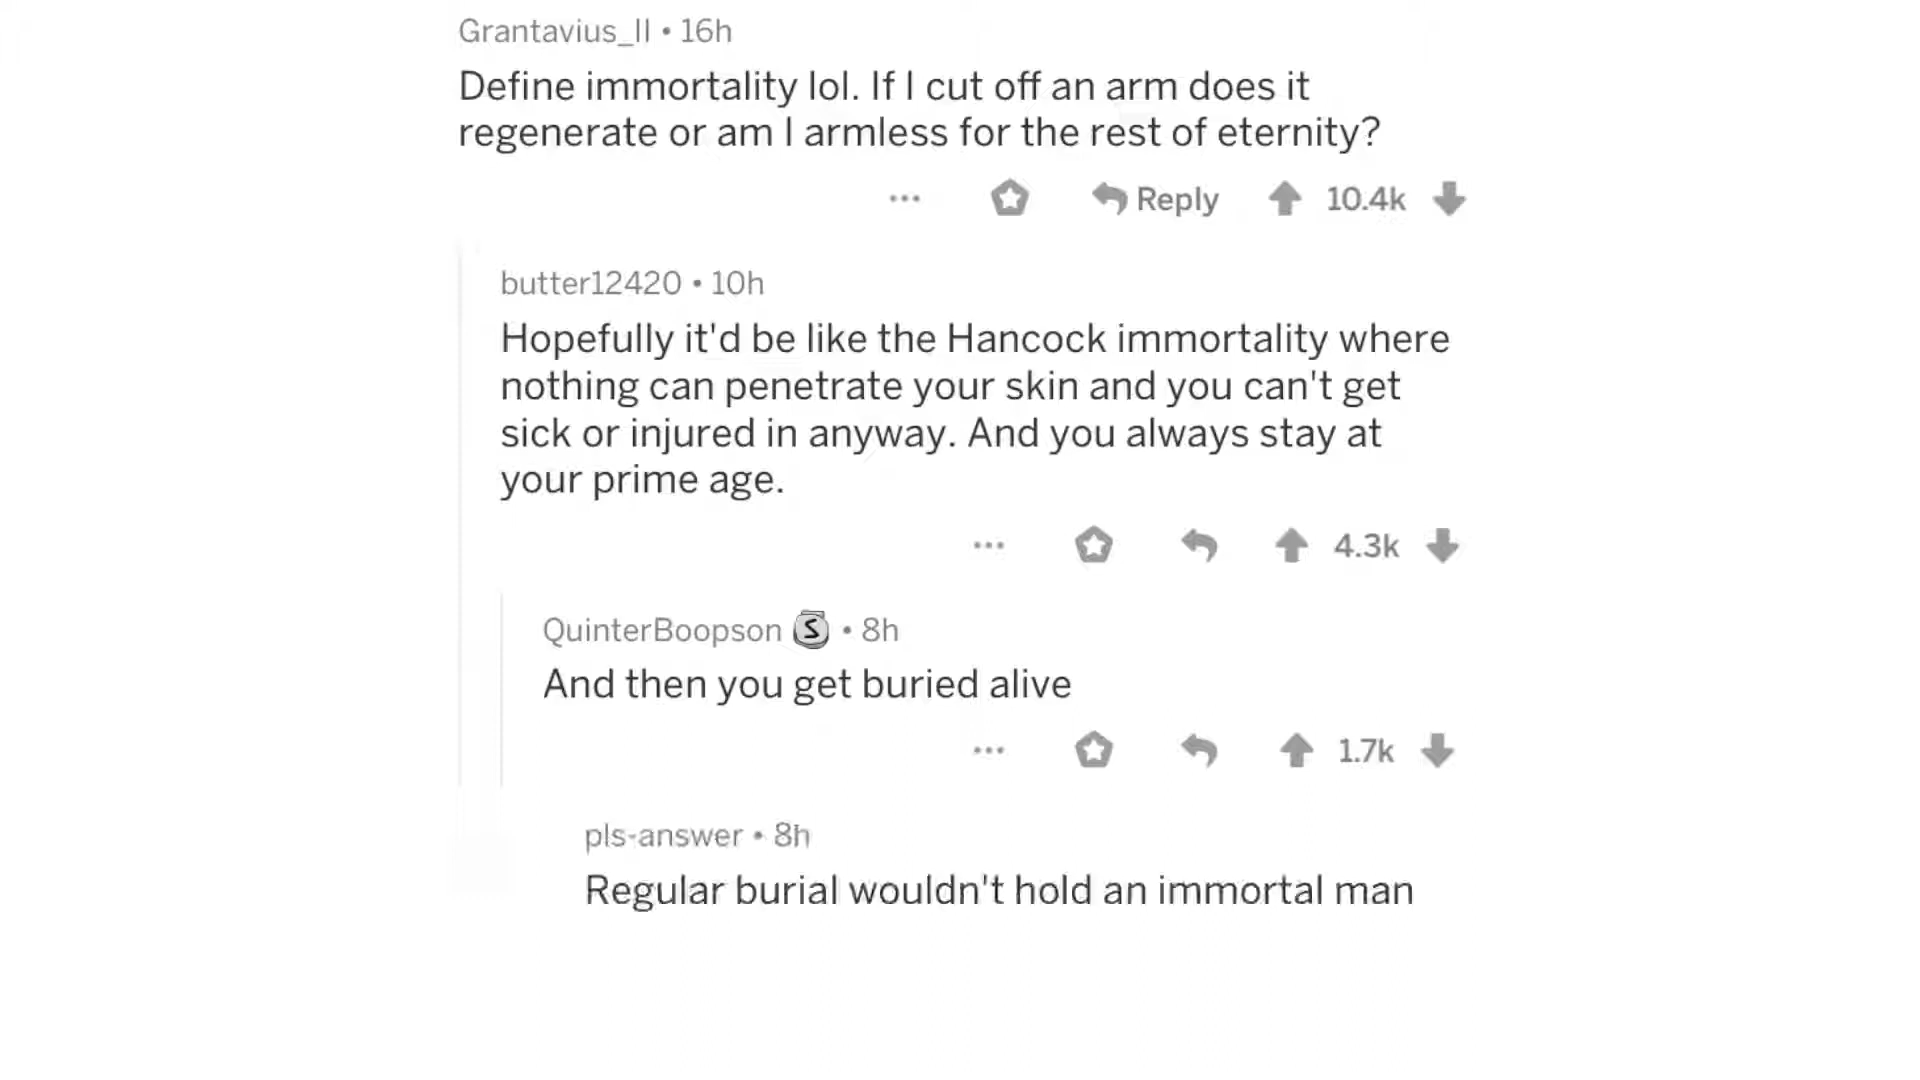 Grantavius_II • 16h
Define immortality lol. If I cut off an arm does it
regenerate or am I armless for the rest of eternity?
... Reply 10.4k
butter12420 • 10h
Hopefully it'd be like the Hancock immortality where
nothing can penetrate your skin and you can't get
sick or injured in anyway. And you always stay at
your prime age.
... 4.3k
QuinterBoopson S • 8h
And then you get buried alive
... 1.7k
pls-answer • 8h
Regular burial wouldn't hold an immortal man